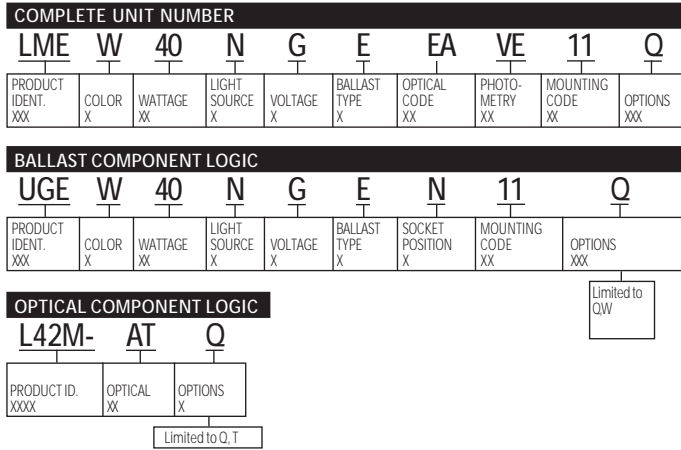 COMPLETE UNIT NUMBER
LME W 40 N G E EA VE 11 Q
PRODUCT IDENT. XXX
COLOR X
WATTAGE XX
LIGHT SOURCE X
VOLTAGE X
BALLAST TYPE X
OPTICAL CODE XX
PHOTO-METRY XX
MOUNTING CODE XX
OPTIONS XXX
BALLAST COMPONENT LOGIC
UGE W 40 N G E N 11 Q
PRODUCT IDENT. XXX
COLOR X
WATTAGE XX
LIGHT SOURCE X
VOLTAGE X
BALLAST TYPE X
SOCKET POSITION X
MOUNTING CODE XX
OPTIONS XXX
Limited to
Q,W
OPTICAL COMPONENT LOGIC
L42M- AT Q
PRODUCT ID. XXXX
OPTICAL XX
OPTIONS X
Limited to Q, T